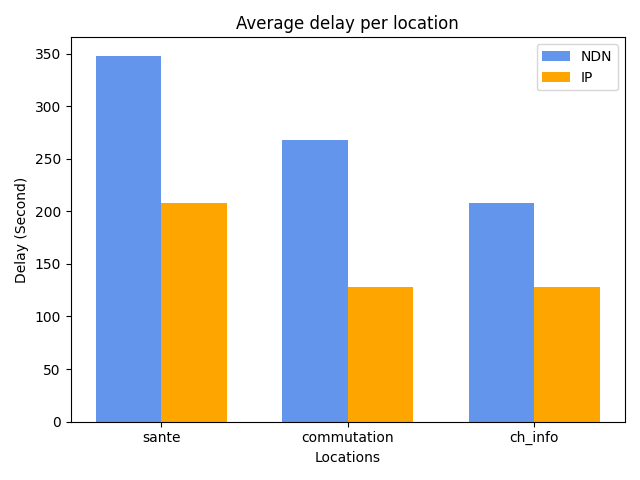 Average delay per location
NDN
IP
Delay (Second)
350
300
250
200
150
100
50
0
sante
commutation
ch_info
Locations